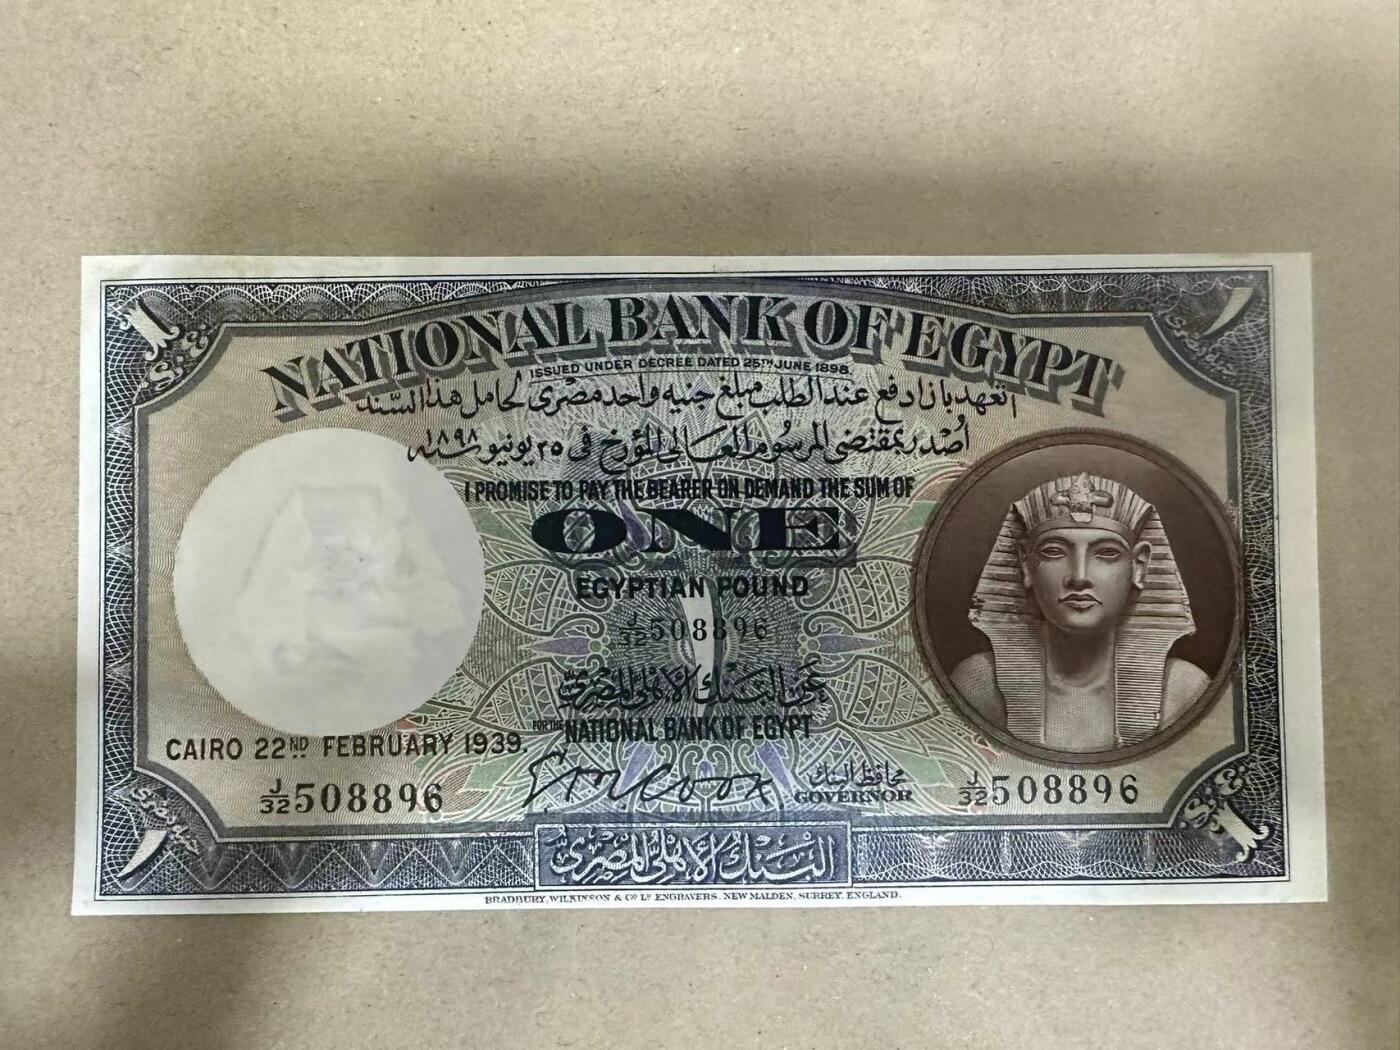 NATIONAL BANK OF EGYPT
ISSUED UNDER DECREE DATED 25TH JUNE 1898.
اتعهد بان ادفع عند الطلب مبلغ جنيه واحد مصرى لحامل هذا السند
أصدر بمقتضى المرسوم العالى المؤرخ فى ٢٥ يونيو سنه ١٨٩٨
I PROMISE TO PAY THE BEARER ON DEMAND THE SUM OF
ONE
EGYPTIAN POUND
J/32 508896
١
عن البنك الاهلى المصرى
FOR THE NATIONAL BANK OF EGYPT
CAIRO 22ND FEBRUARY 1939.
J/32 508896
محافظ البنك
GOVERNOR
J/32 508896
البنك الاهلى المصرى
BRADBURY, WILKINSON & Co. Ld. ENGRAVERS, NEW MALDEN, SURREY, ENGLAND.